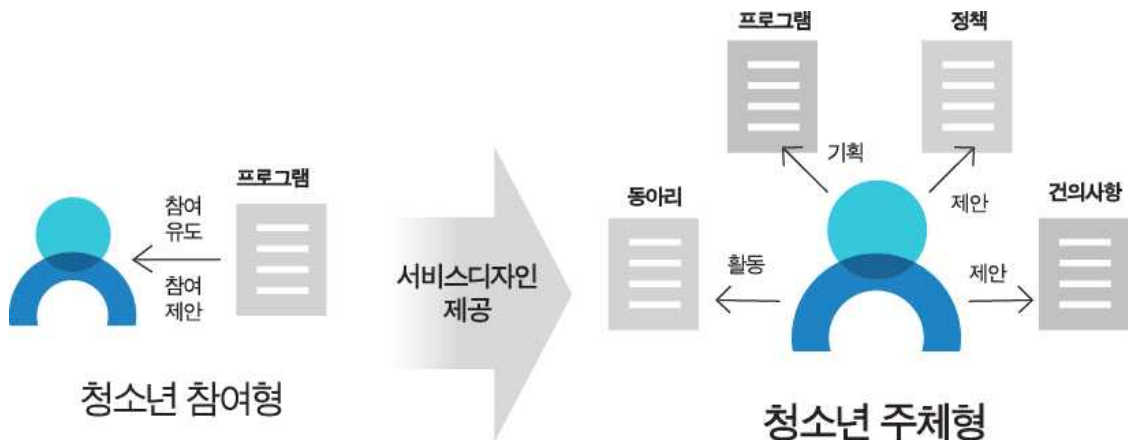 프로그램
참여
유도
참여
제안
청소년 참여형
서비스디자인
제공
프로그램
정책
기획
제안
동아리
건의사항
활동
제안
청소년 주체형